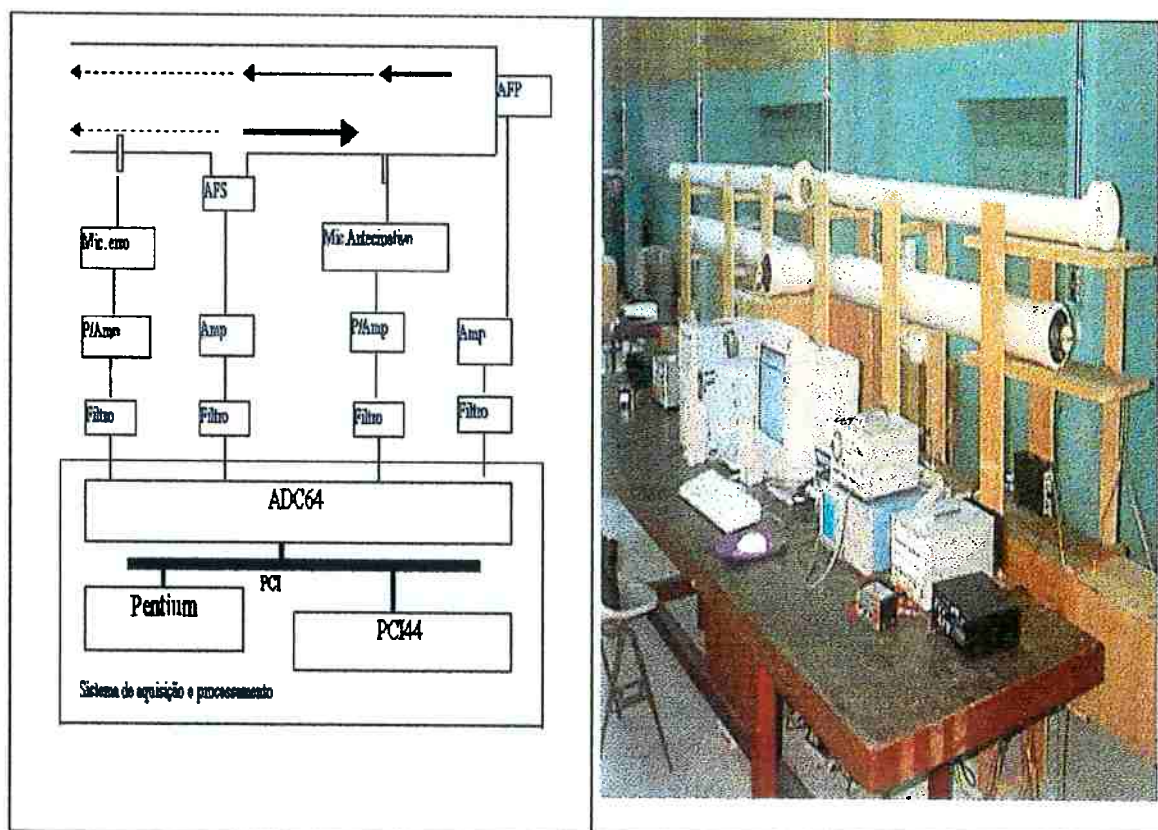 AFP
AFS
Mic. erro
Mic. Antecipativo
P/Amp
Amp
P/Amp
Amp
Filtro
Filtro
Filtro
Filtro
ADC64
PCI
Pentium
PCI44
Sistema de aquisição e processamento